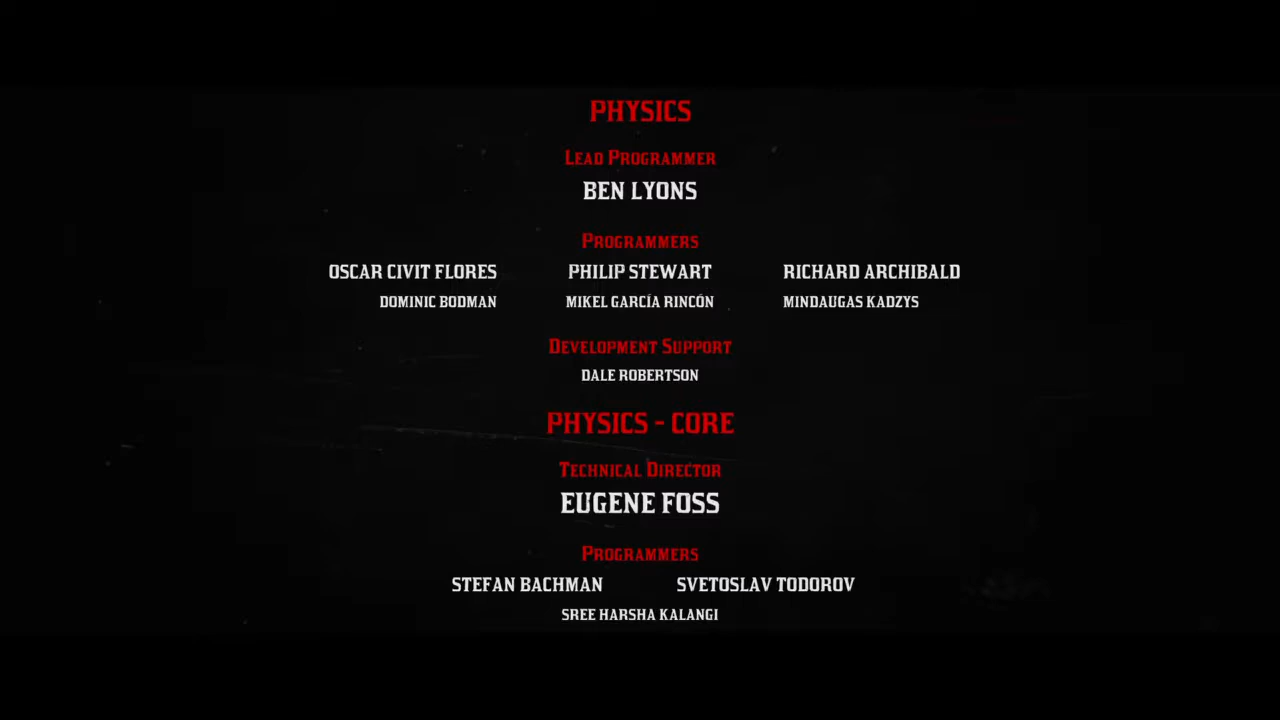 PHYSICS
LEAD PROGRAMMER
BEN LYONS
PROGRAMMERS
OSCAR CIVIT FLORES PHILIP STEWART RICHARD ARCHIBALD
DOMINIC BODMAN MIKEL GARCÍA RINCÓN MINDAUGAS KADZYS
DEVELOPMENT SUPPORT
DALE ROBERTSON
PHYSICS - CORE
TECHNICAL DIRECTOR
EUGENE FOSS
PROGRAMMERS
STEFAN BACHMAN SVETOSLAV TODOROV
SREE HARSHA KALANGI